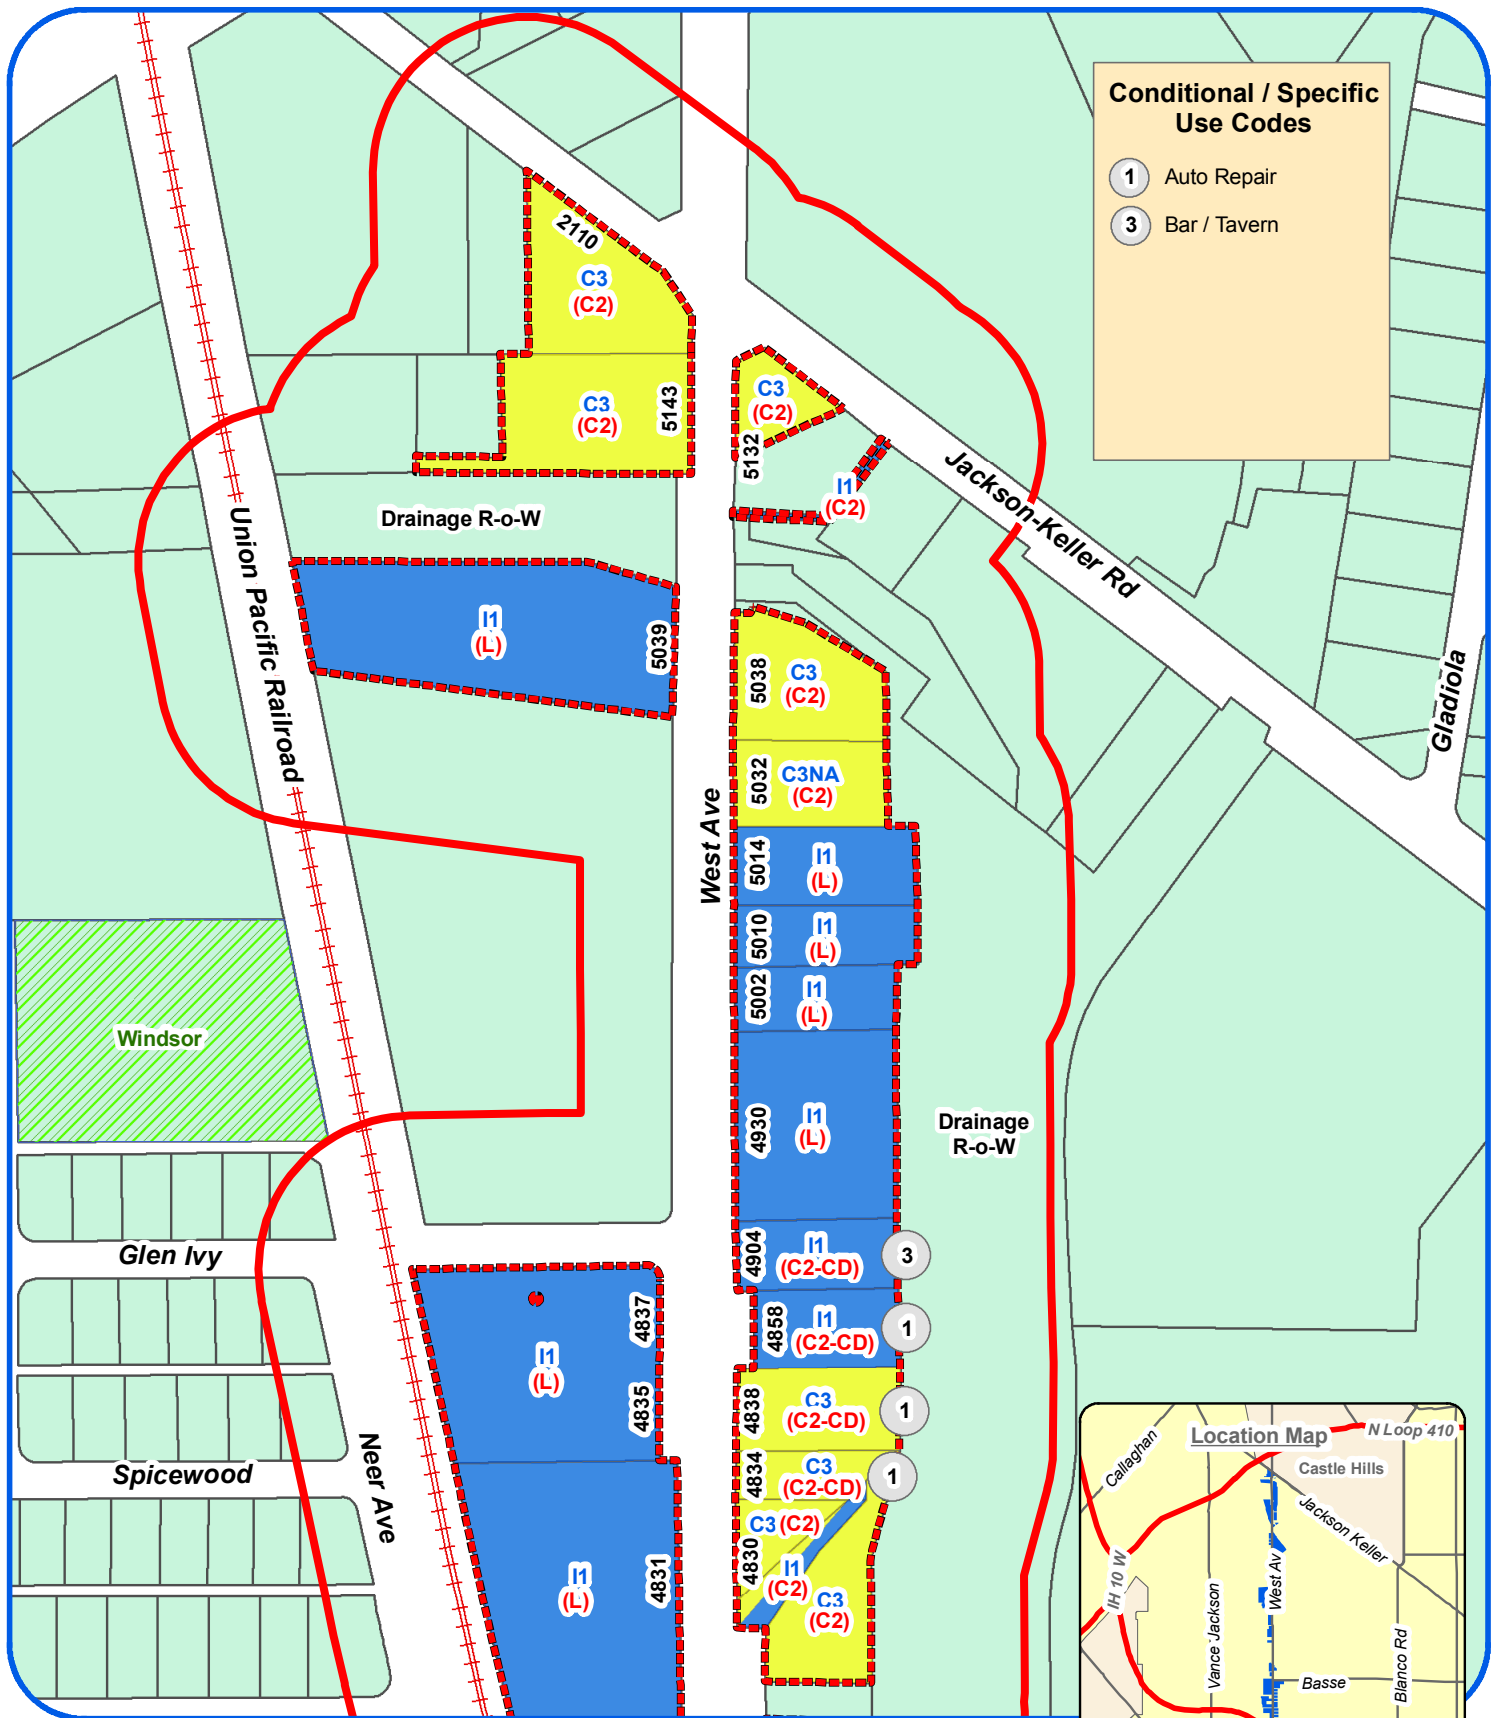 Conditional / Specific
Use Codes
1 Auto Repair
3 Bar / Tavern
2110
C3
(C2)
C3
(C2)
5143
C3
(C2)
5132
I1
(C2)
Jackson-Keller Rd
Drainage R-o-W
Union Pacific Railroad
I1
(L)
5039
Gladiola
5038
C3
(C2)
5032
C3NA
(C2)
West Ave
5014
I1
(L)
5010
I1
(L)
5002
I1
(L)
Windsor
4930
I1
(L)
Drainage
R-o-W
Glen Ivy
4904
I1
(C2-CD)
3
4837
4858
I1
(C2-CD)
1
I1
(L)
4835
4838
C3
(C2-CD)
1
Neer Ave
Spicewood
4834
C3
(C2-CD)
1
C3 (C2)
4830
I1
(C2)
C3
(C2)
I1
(L)
4831
Location Map
N Loop 410
Callaghan
Castle Hills
Jackson Keller
IH 10 W
West Av
Vance Jackson
Blanco Rd
Basse